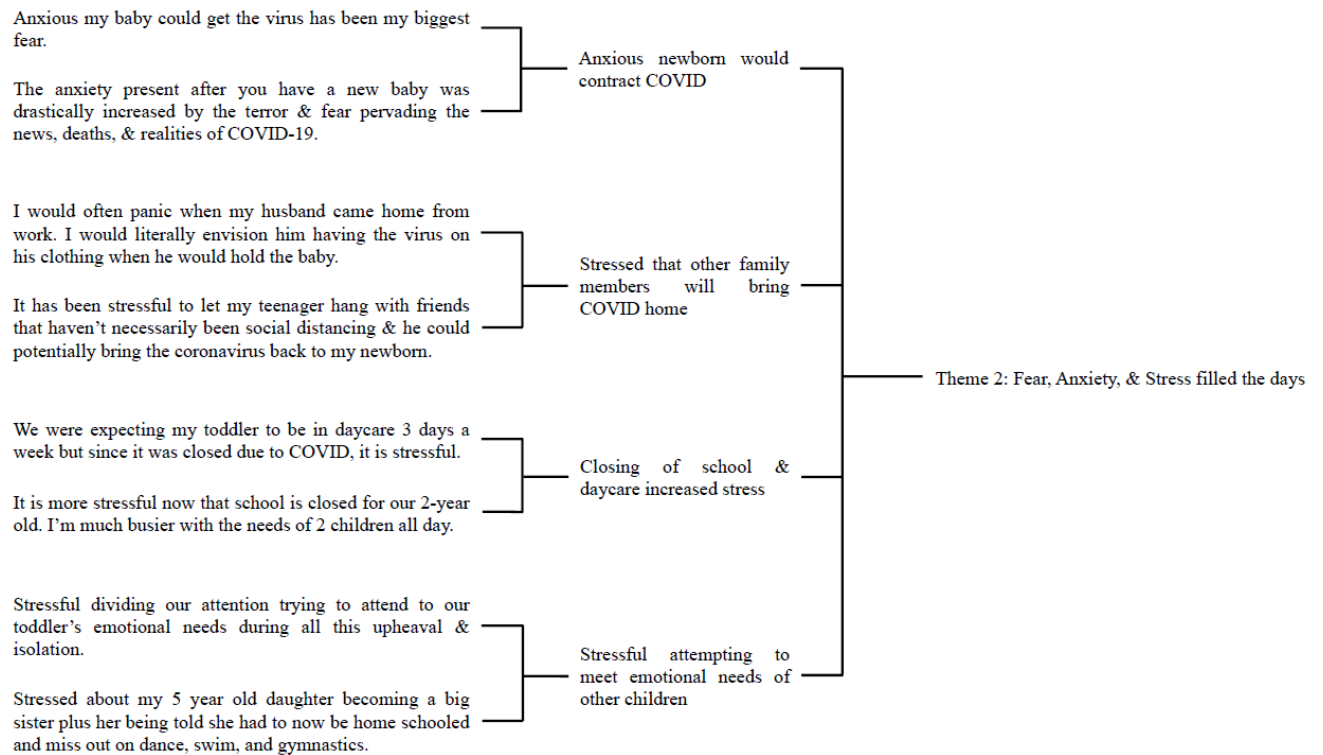 Anxious my baby could get the virus has been my biggest
fear.
The anxiety present after you have a new baby was
drastically increased by the terror & fear pervading the
news, deaths, & realities of COVID-19.
Anxious newborn would
contract COVID
I would often panic when my husband came home from
work. I would literally envision him having the virus on
his clothing when he would hold the baby.
It has been stressful to let my teenager hang with friends
that haven’t necessarily been social distancing & he could
potentially bring the coronavirus back to my newborn.
Stressed that other family
members will bring
COVID home
We were expecting my toddler to be in daycare 3 days a
week but since it was closed due to COVID, it is stressful.
It is more stressful now that school is closed for our 2-year
old. I’m much busier with the needs of 2 children all day.
Closing of school &
daycare increased stress
Stressful dividing our attention trying to attend to our
toddler’s emotional needs during all this upheaval &
isolation.
Stressed about my 5 year old daughter becoming a big
sister plus her being told she had to now be home schooled
and miss out on dance, swim, and gymnastics.
Stressful attempting to
meet emotional needs of
other children
Theme 2: Fear, Anxiety, & Stress filled the days